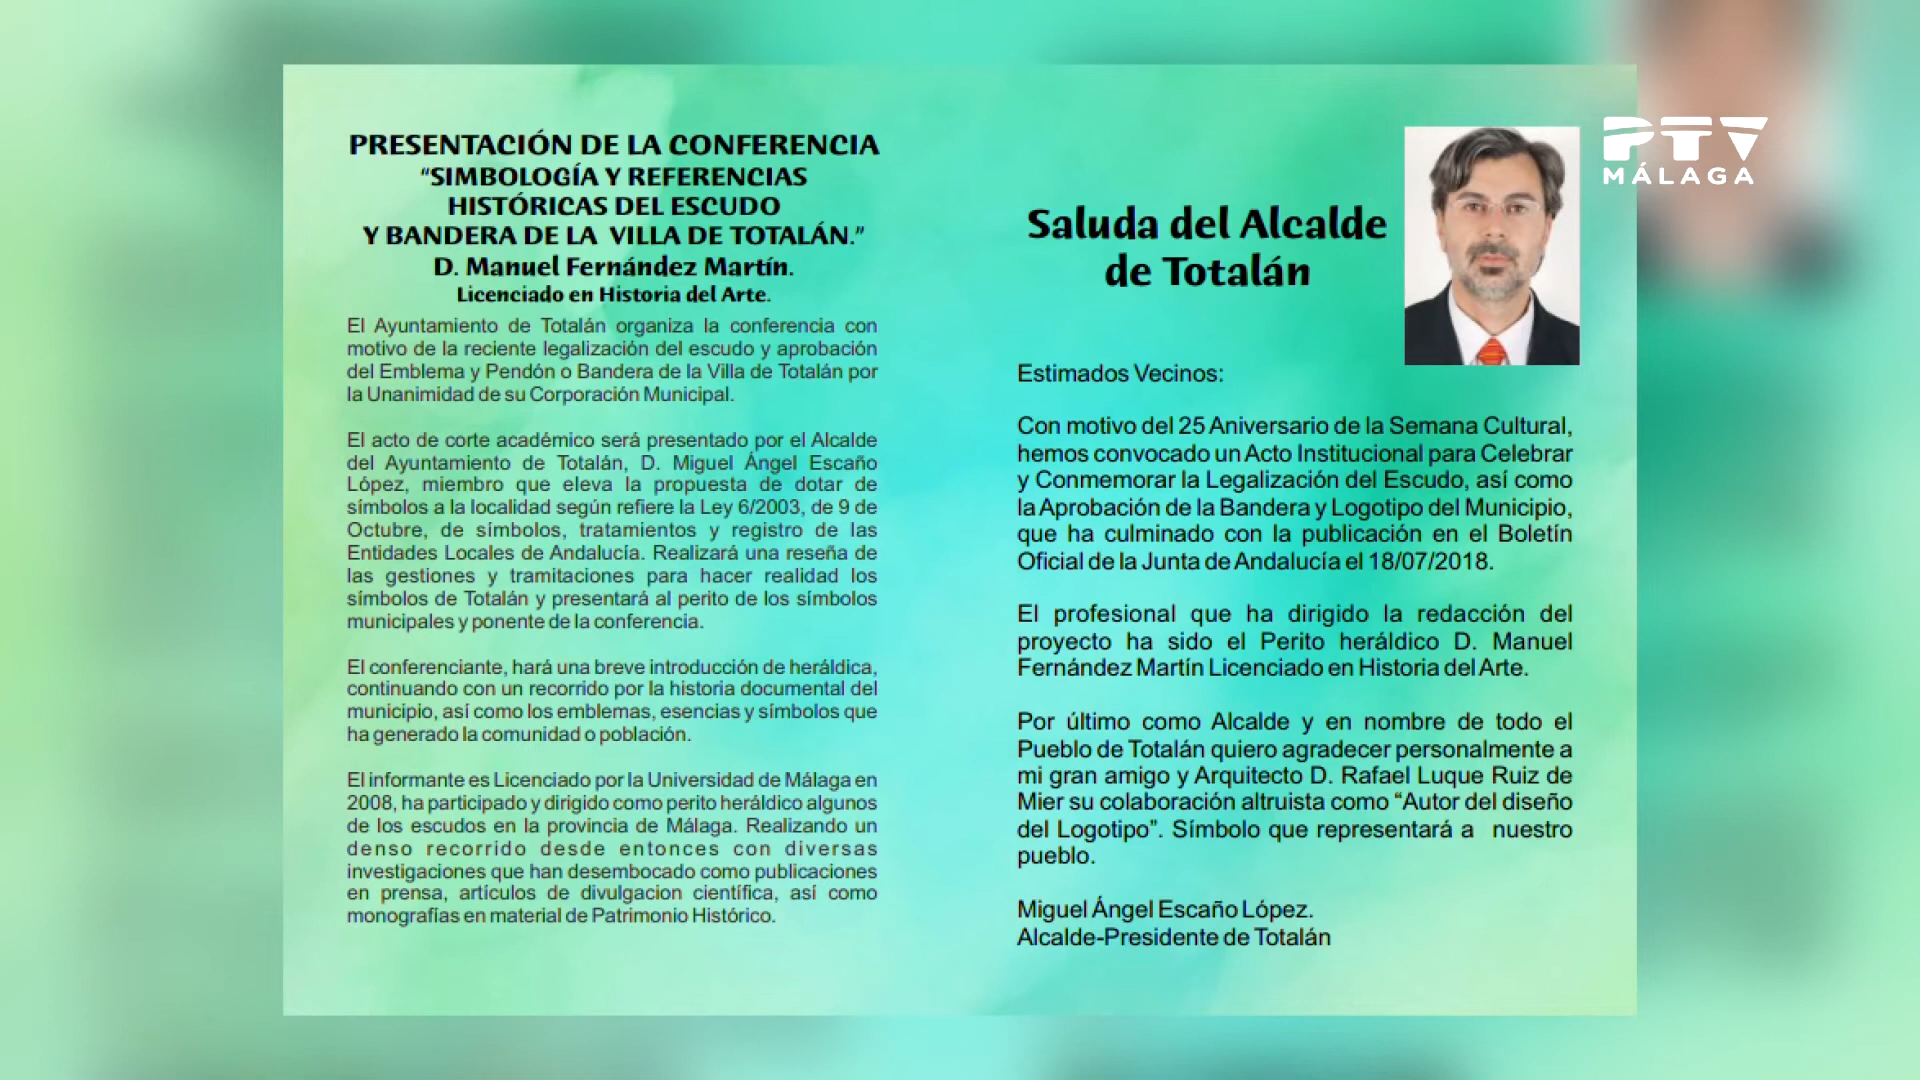 PRESENTACIÓN DE LA CONFERENCIA
“SIMBOLOGÍA Y REFERENCIAS
HISTÓRICAS DEL ESCUDO
Y BANDERA DE LA VILLA DE TOTALÁN.”
D. Manuel Fernández Martín.
Licenciado en Historia del Arte.
El Ayuntamiento de Totalán organiza la conferencia con
motivo de la reciente legalización del escudo y aprobación
del Emblema y Pendón o Bandera de la Villa de Totalán por
la Unanimidad de su Corporación Municipal.
El acto de corte académico será presentado por el Alcalde
del Ayuntamiento de Totalán, D. Miguel Ángel Escaño
López, miembro que eleva la propuesta de dotar de
símbolos a la localidad según refiere la Ley 6/2003, de 9 de
Octubre, de símbolos, tratamientos y registro de las
Entidades Locales de Andalucía. Realizará una reseña de
las gestiones y tramitaciones para hacer realidad los
símbolos de Totalán y presentará al perito de los símbolos
municipales y ponente de la conferencia.
El conferenciante, hará una breve introducción de heráldica,
continuando con un recorrido por la historia documental del
municipio, así como los emblemas, esencias y símbolos que
ha generado la comunidad o población.
El informante es Licenciado por la Universidad de Málaga en
2008, ha participado y dirigido como perito heráldico algunos
de los escudos en la provincia de Málaga. Realizando un
denso recorrido desde entonces con diversas
investigaciones que han desembocado como publicaciones
en prensa, artículos de divulgacion científica, así como
monografías en material de Patrimonio Histórico.
Saluda del Alcalde
de Totalán
Estimados Vecinos:
Con motivo del 25 Aniversario de la Semana Cultural,
hemos convocado un Acto Institucional para Celebrar
y Conmemorar la Legalización del Escudo, así como
la Aprobación de la Bandera y Logotipo del Municipio,
que ha culminado con la publicación en el Boletín
Oficial de la Junta de Andalucía el 18/07/2018.
El profesional que ha dirigido la redacción del
proyecto ha sido el Perito heráldico D. Manuel
Fernández Martín Licenciado en Historia del Arte.
Por último como Alcalde y en nombre de todo el
Pueblo de Totalán quiero agradecer personalmente a
mi gran amigo y Arquitecto D. Rafael Luque Ruiz de
Mier su colaboración altruista como “Autor del diseño
del Logotipo”. Símbolo que representará a nuestro
pueblo.
Miguel Ángel Escaño López.
Alcalde-Presidente de Totalán
PTV
MÁLAGA